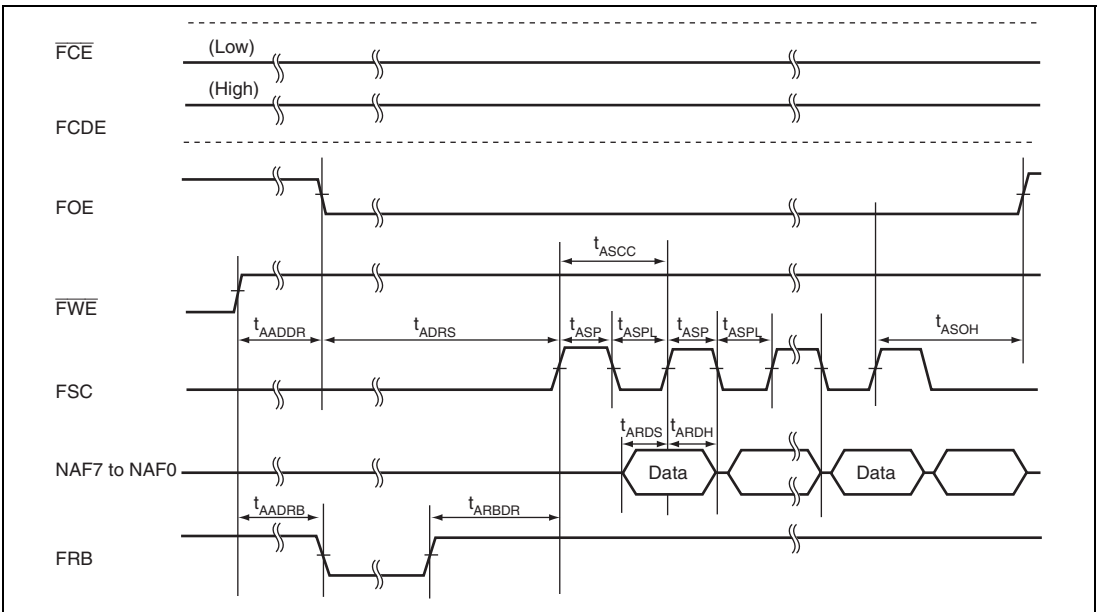 FCE
(Low)
(High)
FCDE
FOE
tASCC
FWE
tAADDR
tADRS
tASP
tASPL
tASP
tASPL
tASOH
FSC
tARDS
tARDH
NAF7 to NAF0
Data
Data
tAADRB
tARBDR
FRB